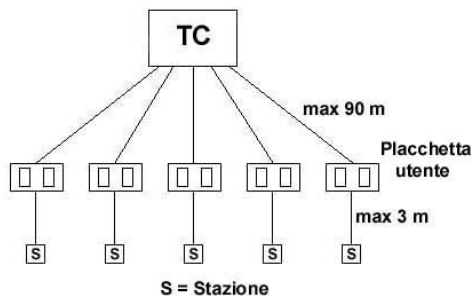 TC
max 90 m
Placchetta
utente
max 3 m
S S S S S
S = Stazione